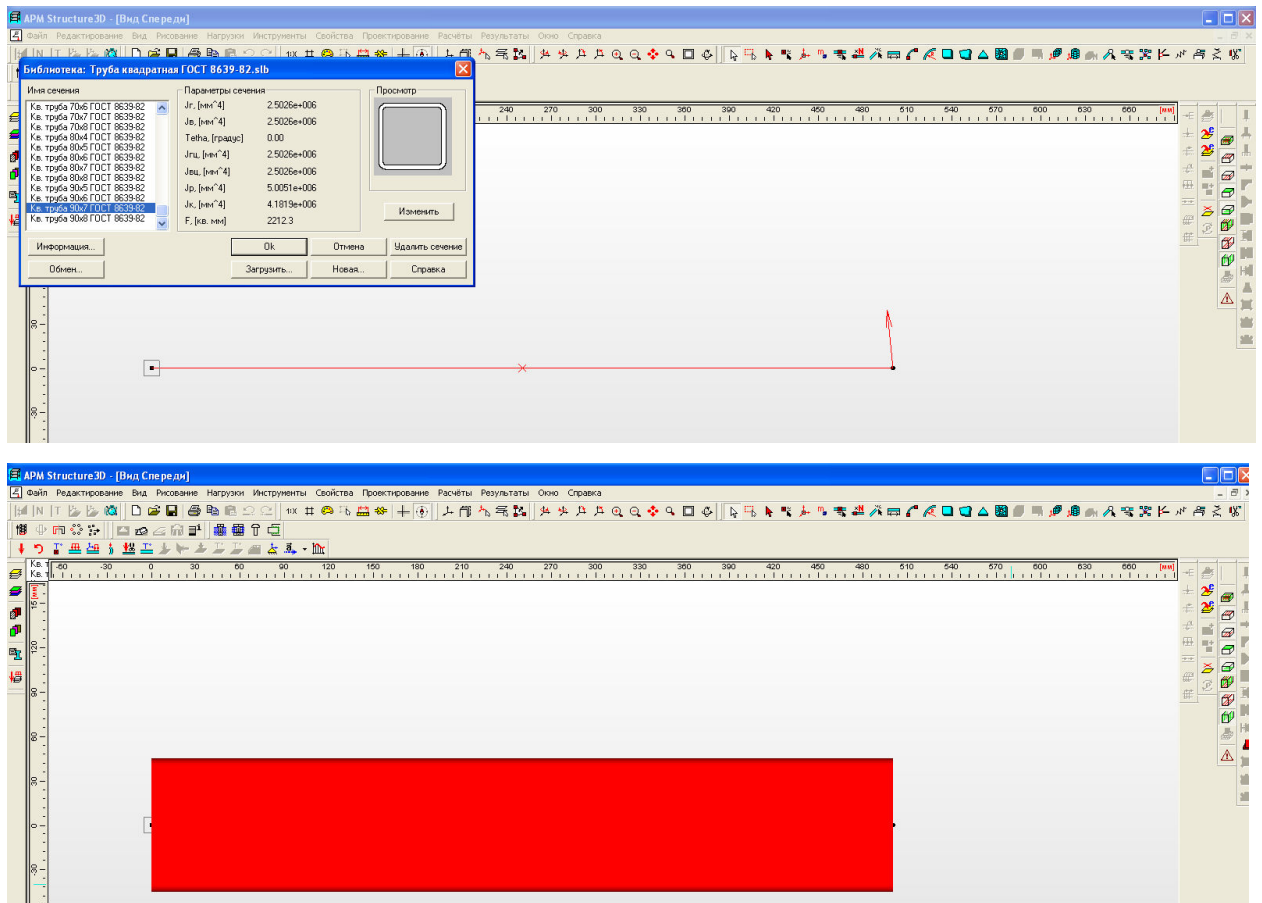 APM Structure3D - [Вид Спереди]
Файл Редактирование Вид Рисование Нагрузки Инструменты Свойства Проектирование Расчёты Результаты Окно Справка
Библиотека: Труба квадратная ГОСТ 8639-82.slb
Имя сечения
Кв. труба 70x6 ГОСТ 8639-82
Кв. труба 70x7 ГОСТ 8639-82
Кв. труба 70x8 ГОСТ 8639-82
Кв. труба 80x4 ГОСТ 8639-82
Кв. труба 80x5 ГОСТ 8639-82
Кв. труба 80x6 ГОСТ 8639-82
Кв. труба 80x7 ГОСТ 8639-82
Кв. труба 80x8 ГОСТ 8639-82
Кв. труба 90x5 ГОСТ 8639-82
Кв. труба 90x6 ГОСТ 8639-82
Кв. труба 90x7 ГОСТ 8639-82
Кв. труба 90x8 ГОСТ 8639-82
Параметры сечения
Jг, [мм^4] 2.5026e+006
Jв, [мм^4] 2.5026e+006
Tetha, [градус] 0.00
Jгц, [мм^4] 2.5026e+006
Jвц, [мм^4] 2.5026e+006
Jp, [мм^4] 5.0051e+006
Jк, [мм^4] 4.1819e+006
F, [кв. мм] 2212.3
Просмотр
Изменить
Информация... Ok Отмена Удалить сечение
Обмен... Загрузить... Новая... Справка
240 270 300 330 360 390 420 450 480 510 540 570 600 630 660 [мм]
30
0
-30
APM Structure3D - [Вид Спереди]
Файл Редактирование Вид Рисование Нагрузки Инструменты Свойства Проектирование Расчёты Результаты Окно Справка
-60 -30 0 30 60 90 120 150 180 210 240 270 300 330 360 390 420 450 480 510 540 570 600 630 660 [мм]
[мм]
15
120
90
60
30
0
-30